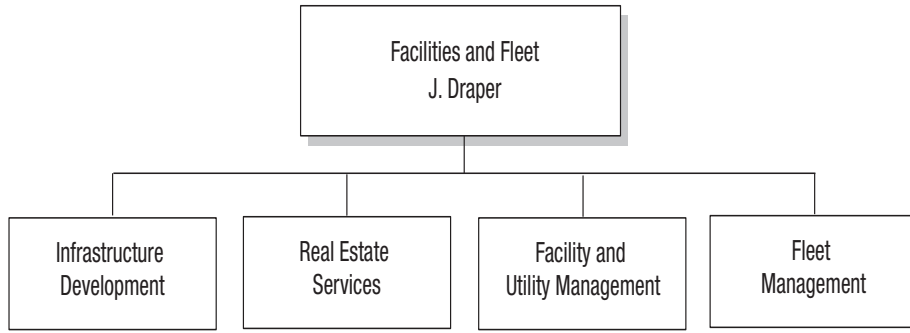 Facilities and Fleet
J. Draper
Infrastructure
Development
Real Estate
Services
Facility and
Utility Management
Fleet
Management